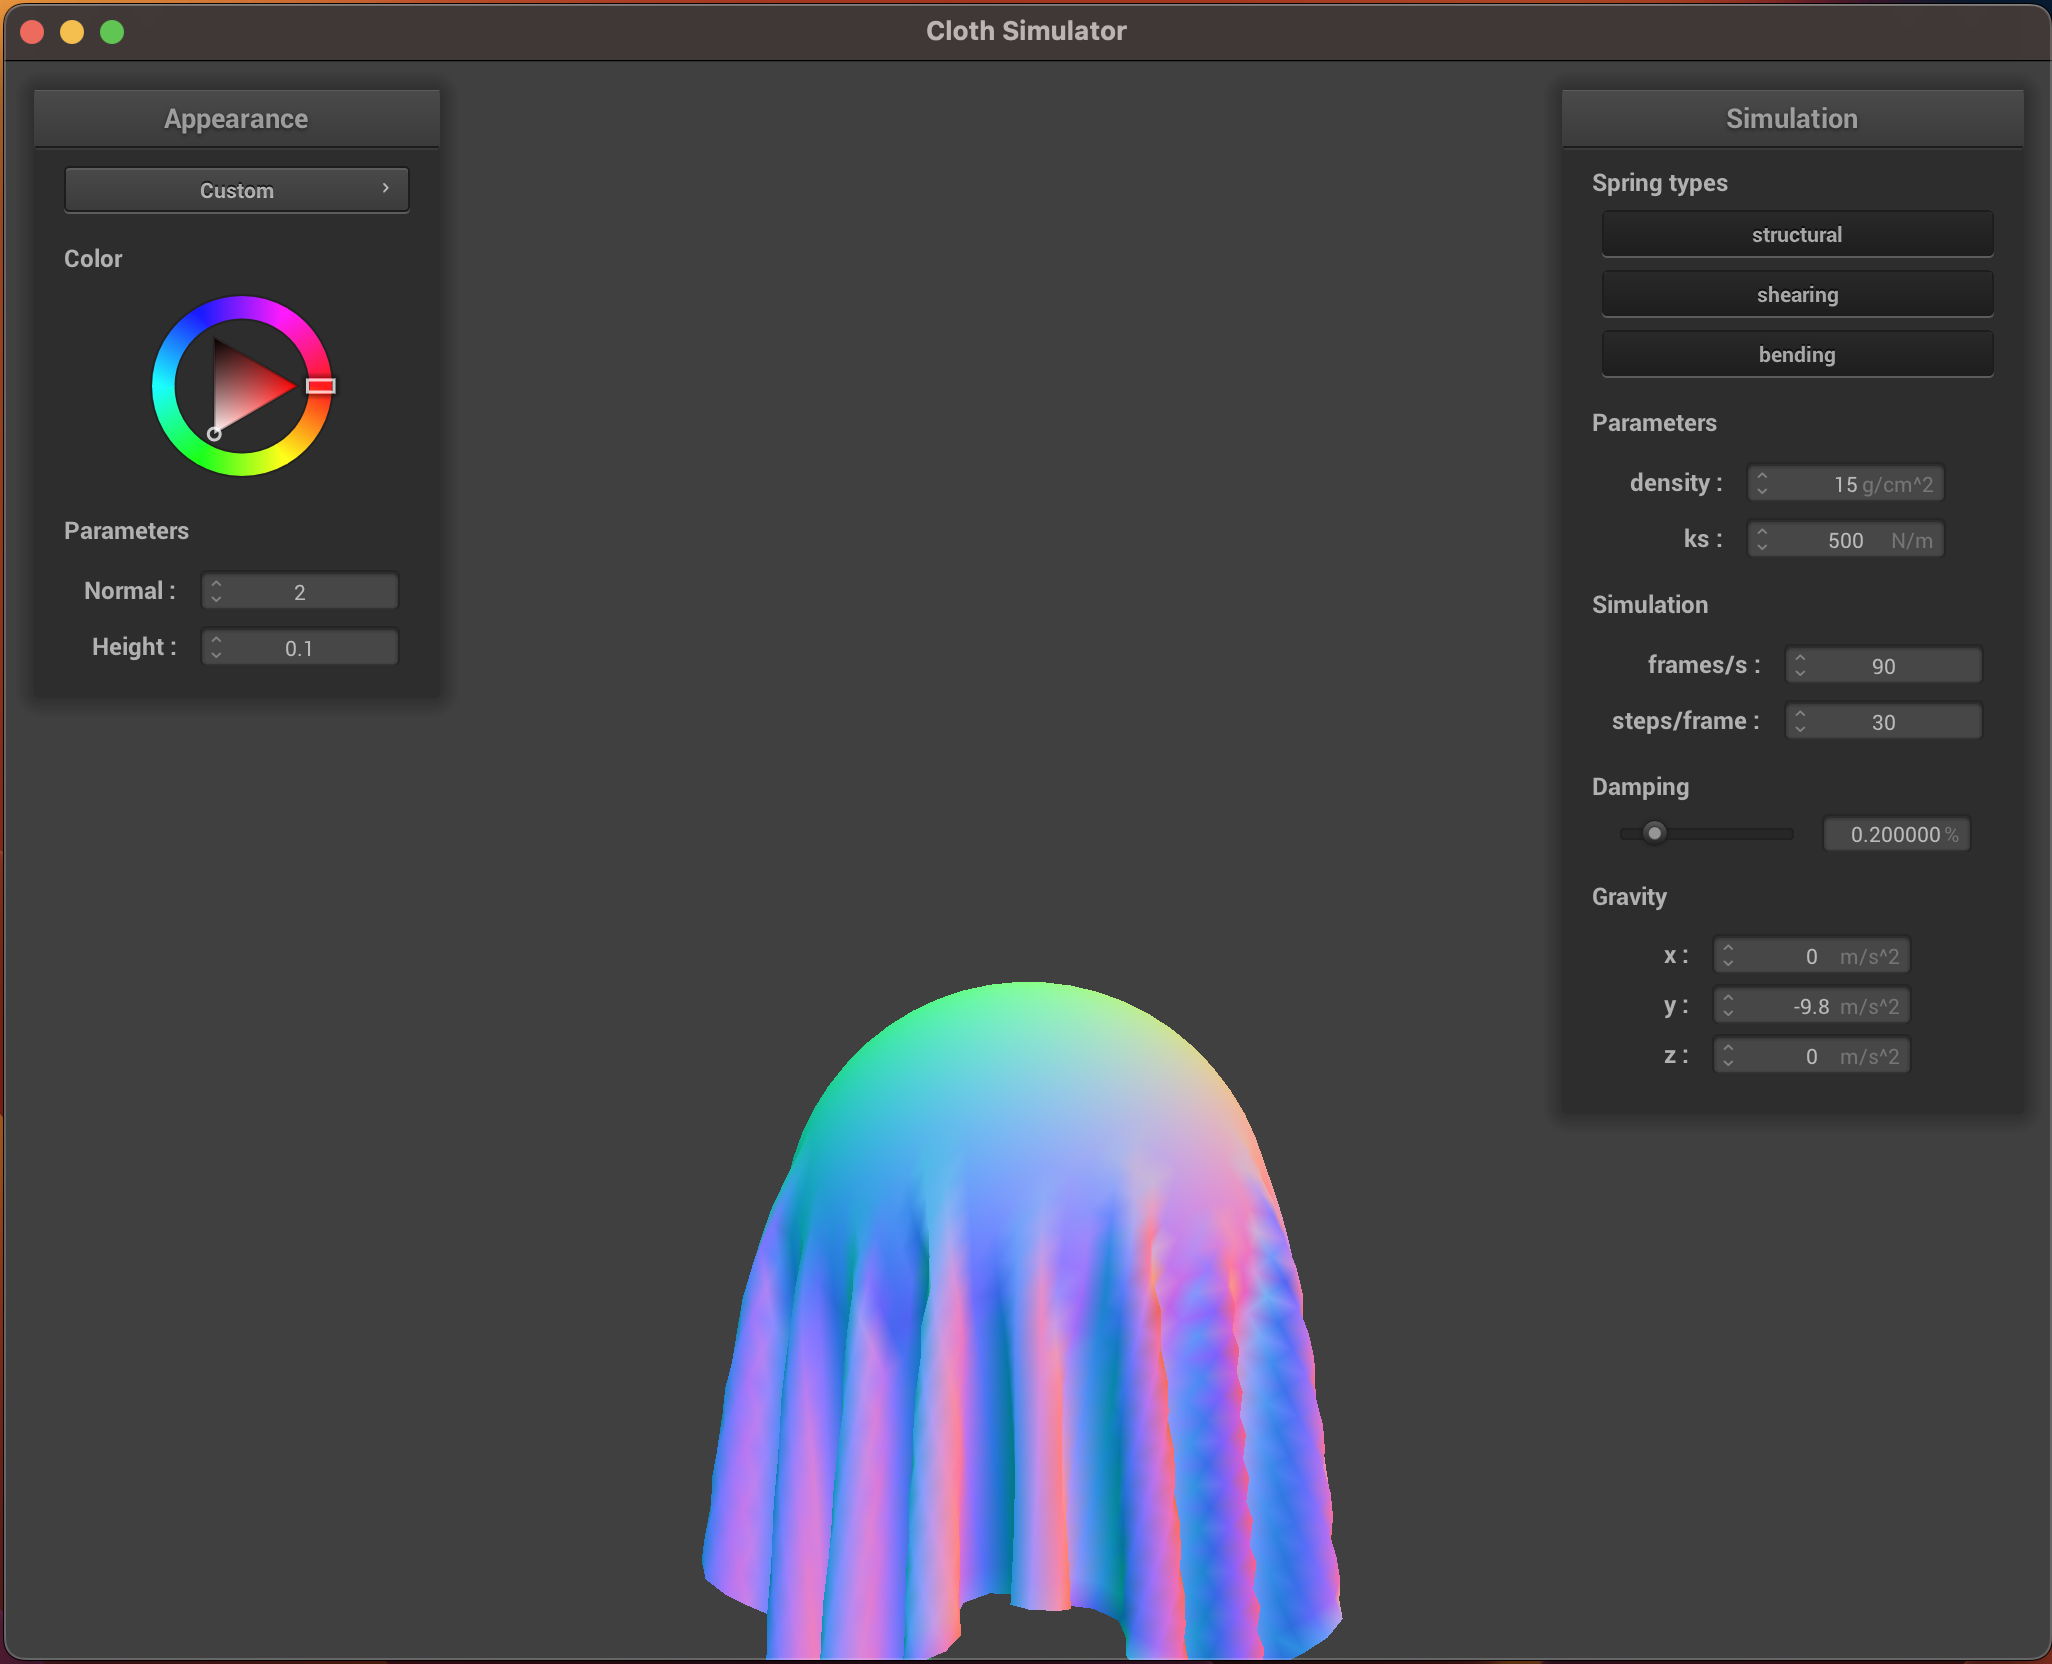 Cloth Simulator
Appearance
Custom
Color
Parameters
Normal : 2
Height : 0.1
Simulation
Spring types
structural
shearing
bending
Parameters
density : 15 g/cm^2
ks : 500 N/m
Simulation
frames/s : 90
steps/frame : 30
Damping
0.200000 %
Gravity
x : 0 m/s^2
y : -9.8 m/s^2
z : 0 m/s^2